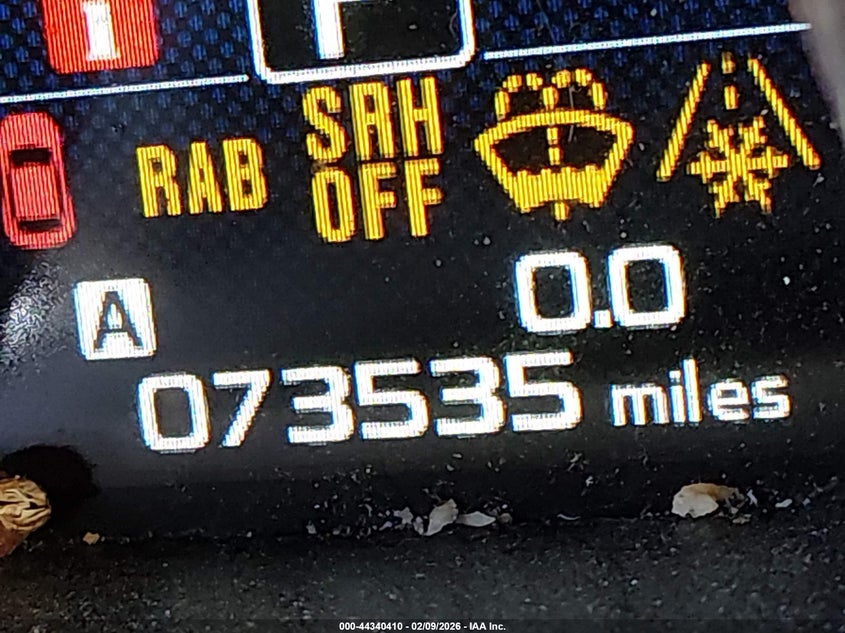 i
P
RAB
SRH
OFF
A
0.0
073535 miles
000-44340410 - 02/09/2026 - IAA Inc.